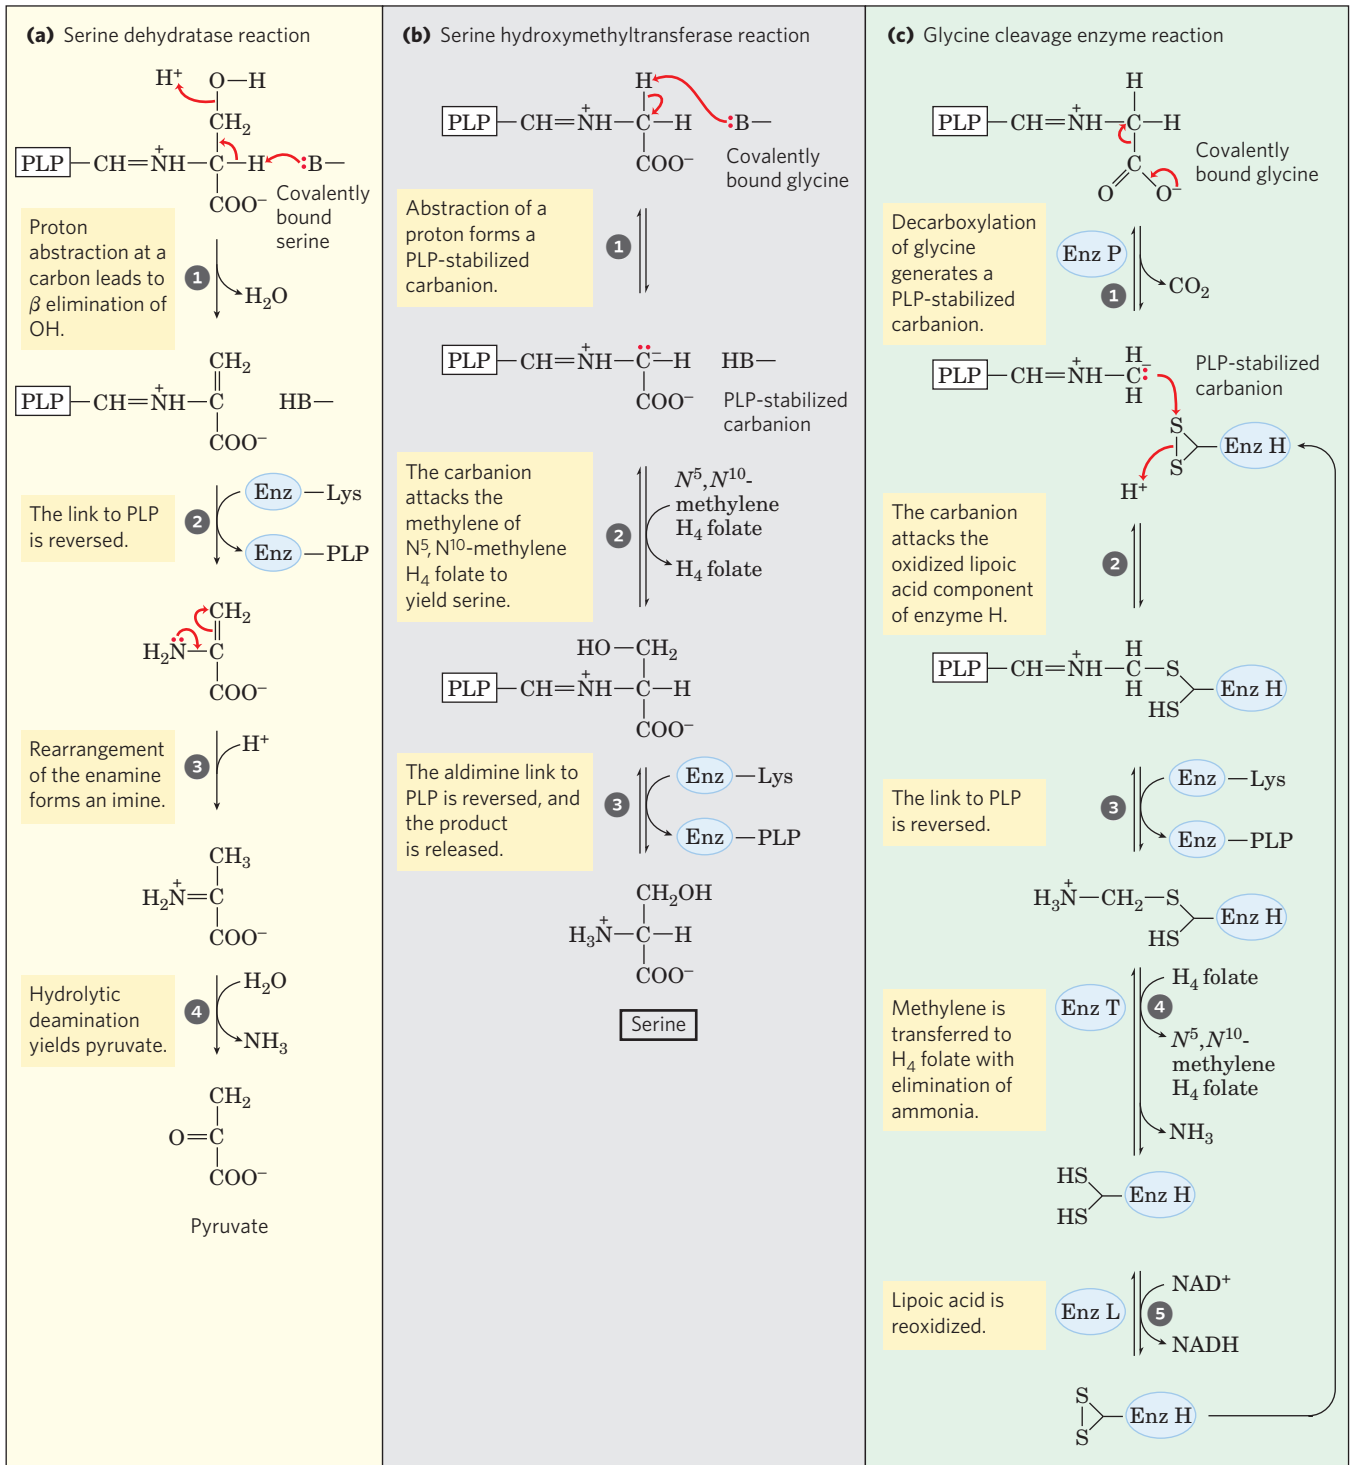 (a) Serine dehydratase reaction
H⁺
O—H
CH₂
PLP—CH=N⁺H—C—H :B—
COO⁻
Covalently
bound
serine
Proton
abstraction at a
carbon leads to
β elimination of
OH.
1
H₂O
CH₂
PLP—CH=N⁺H—C HB—
COO⁻
The link to PLP
is reversed.
2
Enz—Lys
Enz—PLP
CH₂
H₂N̈—C
COO⁻
Rearrangement
of the enamine
forms an imine.
3
H⁺
CH₃
H₂N⁺=C
COO⁻
Hydrolytic
deamination
yields pyruvate.
4
H₂O
NH₃
CH₂
O=C
COO⁻
Pyruvate
(b) Serine hydroxymethyltransferase reaction
H
PLP—CH=N⁺H—C—H :B—
COO⁻
Covalently
bound glycine
Abstraction of a
proton forms a
PLP-stabilized
carbanion.
1
PLP—CH=N⁺H—C̈⁻—H HB—
COO⁻
PLP-stabilized
carbanion
The carbanion
attacks the
methylene of
N⁵, N¹⁰-methylene
H₄ folate to
yield serine.
2
N⁵,N¹⁰-
methylene
H₄ folate
H₄ folate
HO—CH₂
PLP—CH=N⁺H—C—H
COO⁻
The aldimine link to
PLP is reversed, and
the product
is released.
3
Enz—Lys
Enz—PLP
CH₂OH
H₃N⁺—C—H
COO⁻
Serine
(c) Glycine cleavage enzyme reaction
H
PLP—CH=N⁺H—C—H
C
O O⁻
Covalently
bound glycine
Decarboxylation
of glycine
generates a
PLP-stabilized
carbanion.
Enz P
1
CO₂
H
PLP—CH=N⁺H—C:⁻
H
PLP-stabilized
carbanion
S
Enz H
S
H⁺
The carbanion
attacks the
oxidized lipoic
acid component
of enzyme H.
2
H
PLP—CH=N⁺H—C—S
H
Enz H
HS
The link to PLP
is reversed.
3
Enz—Lys
Enz—PLP
H₃N⁺—CH₂—S
Enz H
HS
Methylene is
transferred to
H₄ folate with
elimination of
ammonia.
Enz T
4
H₄ folate
N⁵,N¹⁰-
methylene
H₄ folate
NH₃
HS
Enz H
HS
Lipoic acid is
reoxidized.
Enz L
5
NAD⁺
NADH
S
Enz H
S